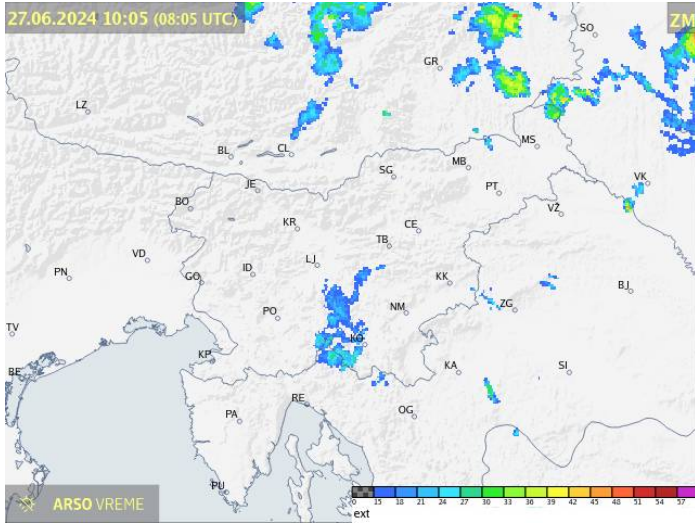 27.06.2024 10:05 (08:05 UTC)
ZM
SO
GR
LZ
BL
CL
MS
MB
SG
JE
PT
VK
BO
VŽ
KR
CE
TB
VD
LJ
PN
GO
ID
KK
BJ
NM
ZG
PO
TV
KO
KP
BE
KA
SI
RE
PA
OG
PU
ARSO VREME
0 15 18 21 24 27 30 33 36 39 42 45 48 51 54 57
ext